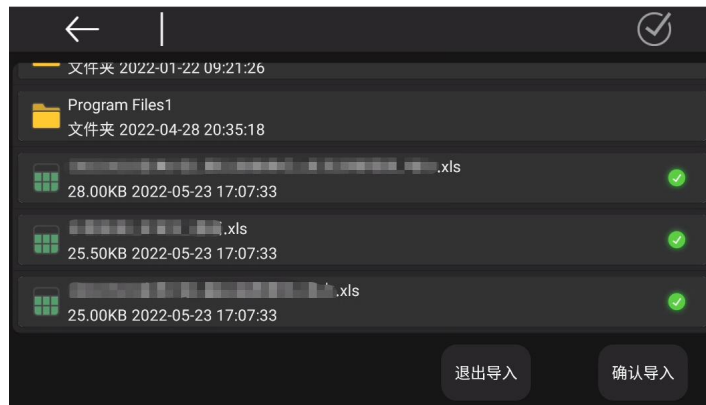 文件夹 2022-01-22 09:21:26
Program Files1
文件夹 2022-04-28 20:35:18
.xls
28.00KB 2022-05-23 17:07:33
.xls
25.50KB 2022-05-23 17:07:33
.xls
25.00KB 2022-05-23 17:07:33
退出导入
确认导入